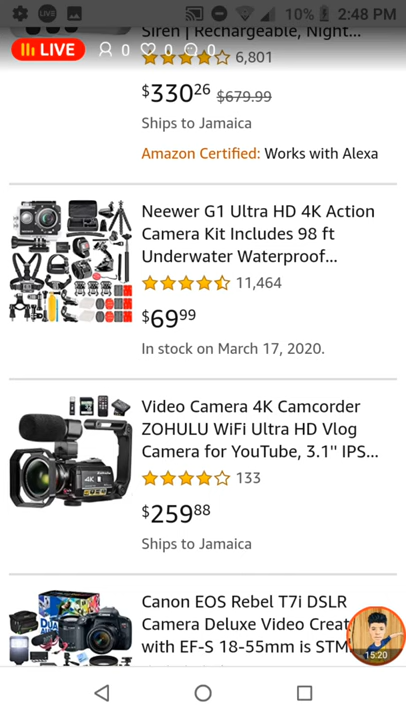 LIVE
10% 2:48 PM
LIVE 0 0 0
Siren | Rechargeable, Night...
6,801
$330 26 $679.99
Ships to Jamaica
Amazon Certified: Works with Alexa
Neewer G1 Ultra HD 4K Action
Camera Kit Includes 98 ft
Underwater Waterproof...
11,464
$69 99
In stock on March 17, 2020.
Video Camera 4K Camcorder
ZOHULU WiFi Ultra HD Vlog
Camera for YouTube, 3.1" IPS...
4K
133
$259 88
Ships to Jamaica
Canon EOS Rebel T7i DSLR
Camera Deluxe Video Creat
with EF-S 18-55mm is STM
15:20